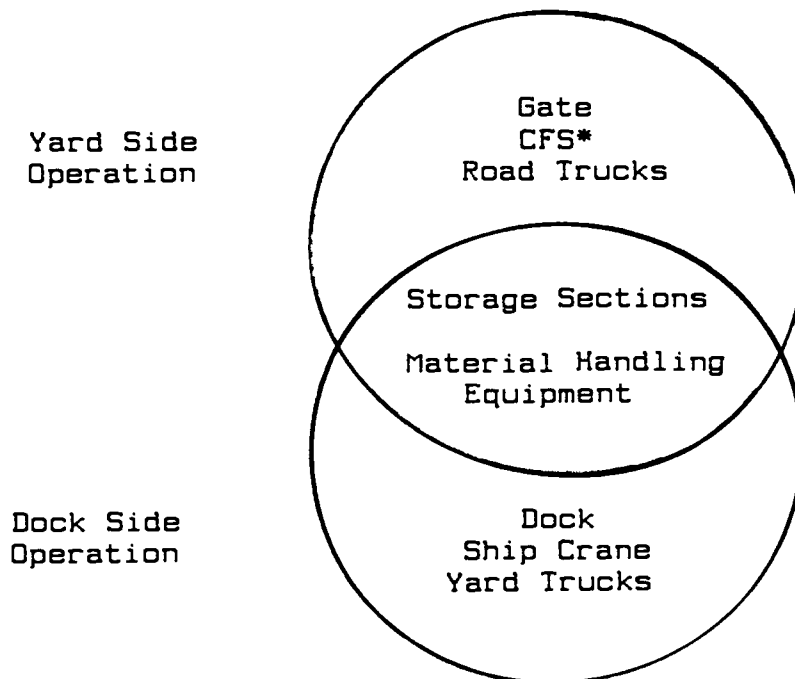 Yard Side
Operation
Gate
CFS*
Road Trucks
Storage Sections
Material Handling
Equipment
Dock Side
Operation
Dock
Ship Crane
Yard Trucks